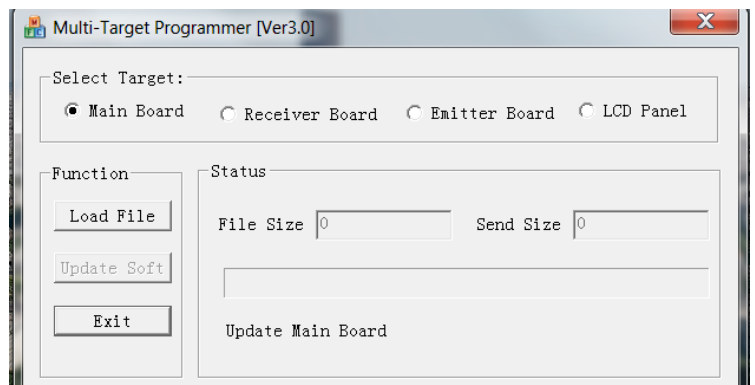 Multi-Target Programmer [Ver3.0]
Select Target:
Main Board Receiver Board Emitter Board LCD Panel
Function
Status
Load File
File Size 0 Send Size 0
Update Soft
Exit
Update Main Board